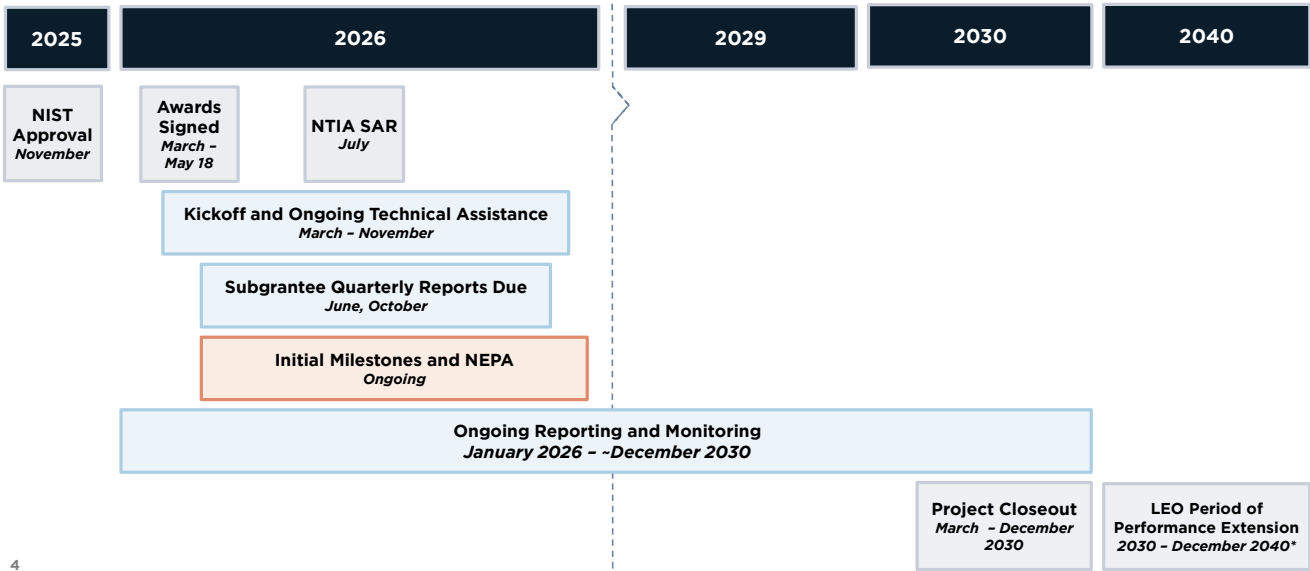 2025
2026
2029
2030
2040
NIST
Approval
November
Awards
Signed
March –
May 18
NTIA SAR
July
Kickoff and Ongoing Technical Assistance
March – November
Subgrantee Quarterly Reports Due
June, October
Initial Milestones and NEPA
Ongoing
Ongoing Reporting and Monitoring
January 2026 – ~December 2030
Project Closeout
March – December
2030
LEO Period of
Performance Extension
2030 – December 2040*
4